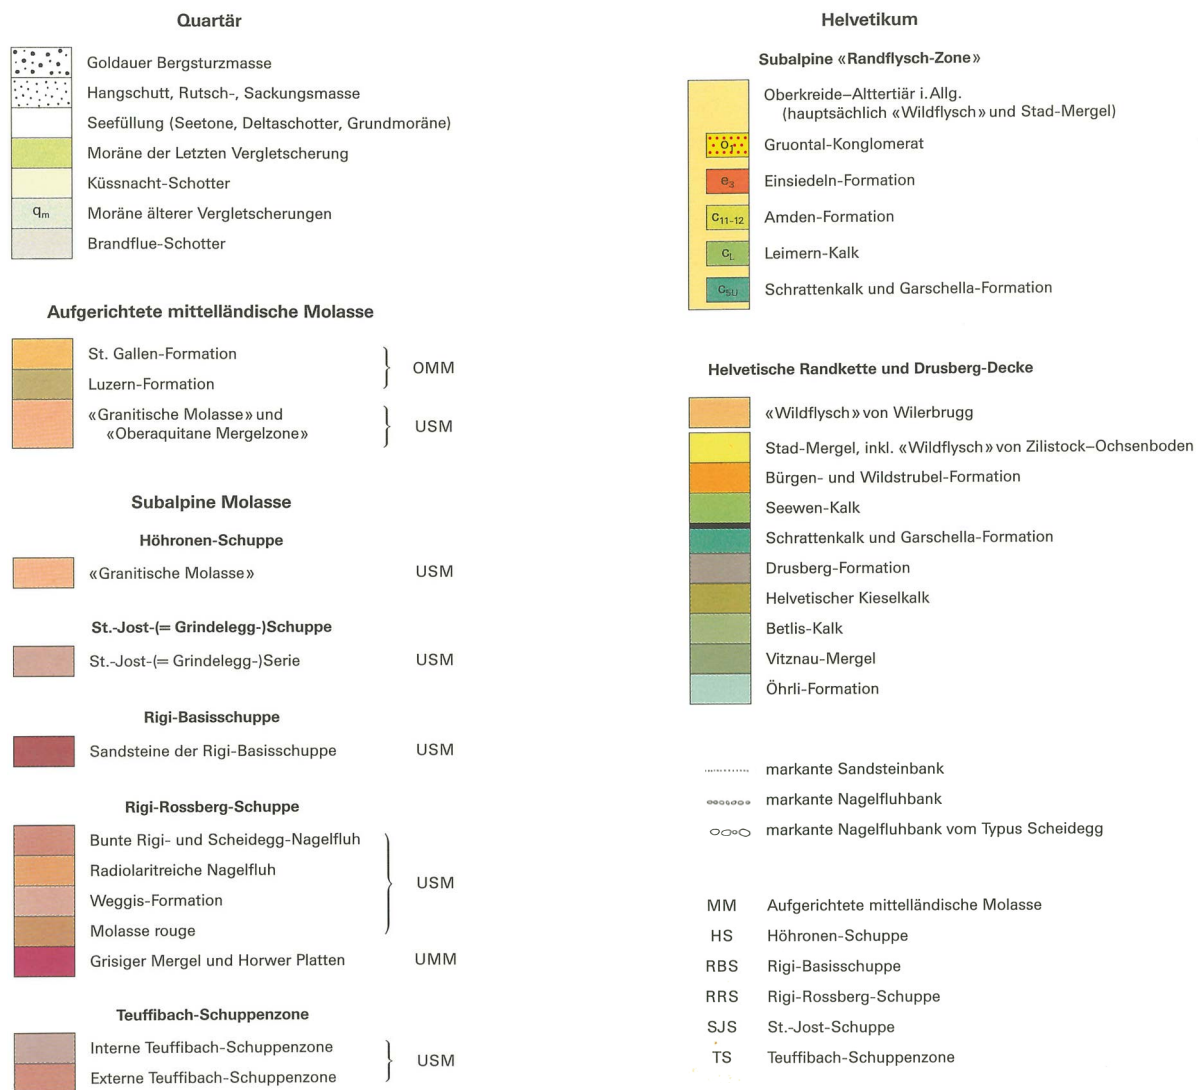 Quartär
Goldauer Bergsturzmasse
Hangschutt, Rutsch-, Sackungsmasse
Seefüllung (Seetone, Deltaschotter, Grundmoräne)
Moräne der Letzten Vergletscherung
Küssnacht-Schotter
qm Moräne älterer Vergletscherungen
Brandflue-Schotter
Aufgerichtete mittelländische Molasse
St. Gallen-Formation
Luzern-Formation
OMM
«Granitische Molasse» und
«Oberaquitane Mergelzone»
USM
Subalpine Molasse
Höhronen-Schuppe
«Granitische Molasse» USM
St.-Jost-(= Grindelegg-)Schuppe
St.-Jost-(= Grindelegg-)Serie USM
Rigi-Basisschuppe
Sandsteine der Rigi-Basisschuppe USM
Rigi-Rossberg-Schuppe
Bunte Rigi- und Scheidegg-Nagelfluh
Radiolaritreiche Nagelfluh
Weggis-Formation
Molasse rouge
USM
Grisiger Mergel und Horwer Platten UMM
Teuffibach-Schuppenzone
Interne Teuffibach-Schuppenzone
Externe Teuffibach-Schuppenzone
USM
Helvetikum
Subalpine «Randflysch-Zone»
Oberkreide–Alttertiär i. Allg.
(hauptsächlich «Wildflysch» und Stad-Mergel)
o1 Gruontal-Konglomerat
e3 Einsiedeln-Formation
c11-12 Amden-Formation
cL Leimern-Kalk
c5U Schrattenkalk und Garschella-Formation
Helvetische Randkette und Drusberg-Decke
«Wildflysch» von Wilerbrugg
Stad-Mergel, inkl. «Wildflysch» von Zilistock–Ochsenboden
Bürgen- und Wildstrubel-Formation
Seewen-Kalk
Schrattenkalk und Garschella-Formation
Drusberg-Formation
Helvetischer Kieselkalk
Betlis-Kalk
Vitznau-Mergel
Öhrli-Formation
markante Sandsteinbank
markante Nagelfluhbank
markante Nagelfluhbank vom Typus Scheidegg
MM Aufgerichtete mittelländische Molasse
HS Höhronen-Schuppe
RBS Rigi-Basisschuppe
RRS Rigi-Rossberg-Schuppe
SJS St.-Jost-Schuppe
TS Teuffibach-Schuppenzone